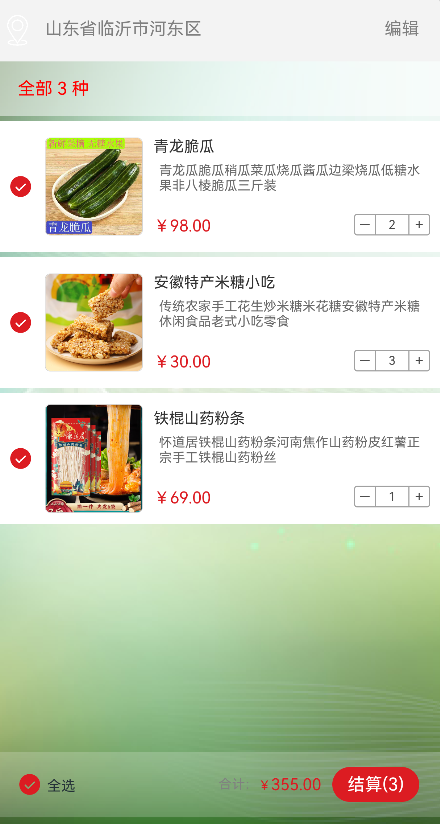 山东省临沂市河东区 编辑
全部 3 种
青龙脆瓜
青龙脆瓜
青龙瓜脆瓜稍瓜菜瓜烧瓜酱瓜边梁烧瓜低糖水
果非八棱脆瓜三斤装
￥98.00 － 2 +
安徽特产米糖小吃
传统农家手工花生炒米糖米花糖安徽特产米糖
休闲食品老式小吃零食
￥30.00 － 3 +
铁棍山药粉条
怀道居铁棍山药粉条河南焦作山药粉皮红薯正
宗手工铁棍山药粉丝
￥69.00 － 1 +
全选 合计: ￥355.00 结算(3)